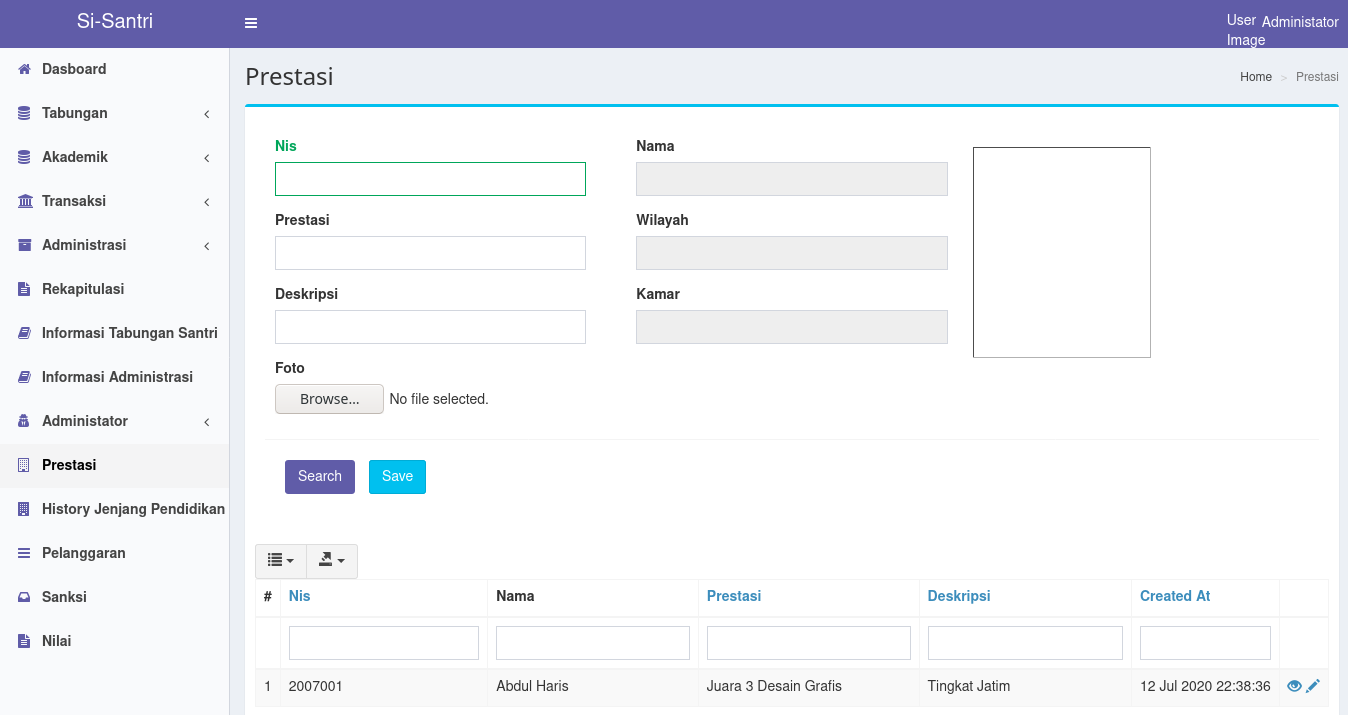 Si-Santri
User Image
Administator
Dasboard
Tabungan
Akademik
Transaksi
Administrasi
Rekapitulasi
Informasi Tabungan Santri
Informasi Administrasi
Administator
Prestasi
History Jenjang Pendidikan
Pelanggaran
Sanksi
Nilai
Prestasi
Home > Prestasi
Nis
Nama
Prestasi
Wilayah
Deskripsi
Kamar
Foto
Browse... No file selected.
Search Save
# Nis Nama Prestasi Deskripsi Created At
1 2007001 Abdul Haris Juara 3 Desain Grafis Tingkat Jatim 12 Jul 2020 22:38:36